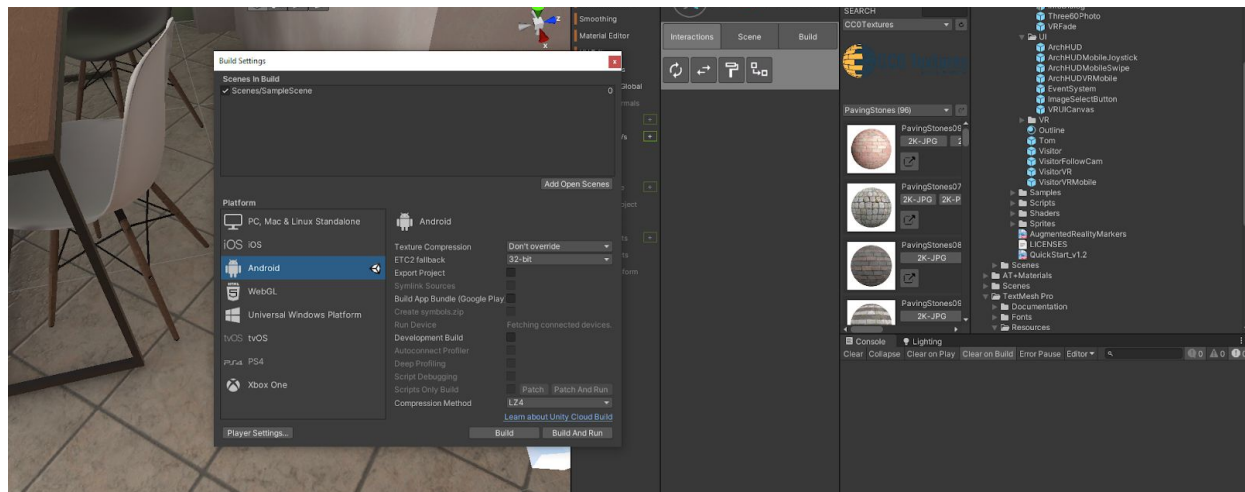 Build Settings
Scenes In Build
Scenes/SampleScene 0
Add Open Scenes
Platform
PC, Mac & Linux Standalone
iOS iOS
Android
WebGL
Universal Windows Platform
tvOS tvOS
PS4 PS4
Xbox One
Player Settings...
Android
Texture Compression Don't override
ETC2 fallback 32-bit
Export Project
Symlink Sources
Build App Bundle (Google Play
Create symbols.zip
Run Device Fetching connected devices.
Development Build
Autoconnect Profiler
Deep Profiling
Script Debugging
Scripts Only Build Patch Patch And Run
Compression Method LZ4
Learn about Unity Cloud Build
Build Build And Run
z
x
Smoothing
Material Editor
Global
Interactions Scene Build
SEARCH
CC0Textures
PavingStones (96)
PavingStones09
2K-JPG 2
PavingStones07
2K-JPG 2K-P
PavingStones08
2K-JPG
PavingStones09
2K-JPG
Three60Photo
VRFade
UI
ArchHUD
ArchHUDMobileJoystick
ArchHUDMobileSwipe
ArchHUDVRMobile
EventSystem
ImageSelectButton
VRUICanvas
VR
Outline
Tom
Visitor
VisitorFollowCam
VisitorVR
VisitorVRMobile
Samples
Scripts
Shaders
Sprites
AugmentedRealityMarkers
LICENSES
QuickStart_v1.2
Scenes
AT+Materials
Scenes
TextMesh Pro
Documentation
Fonts
Resources
Console Lighting
Clear Collapse Clear on Play Clear on Build Error Pause Editor 0 0 0